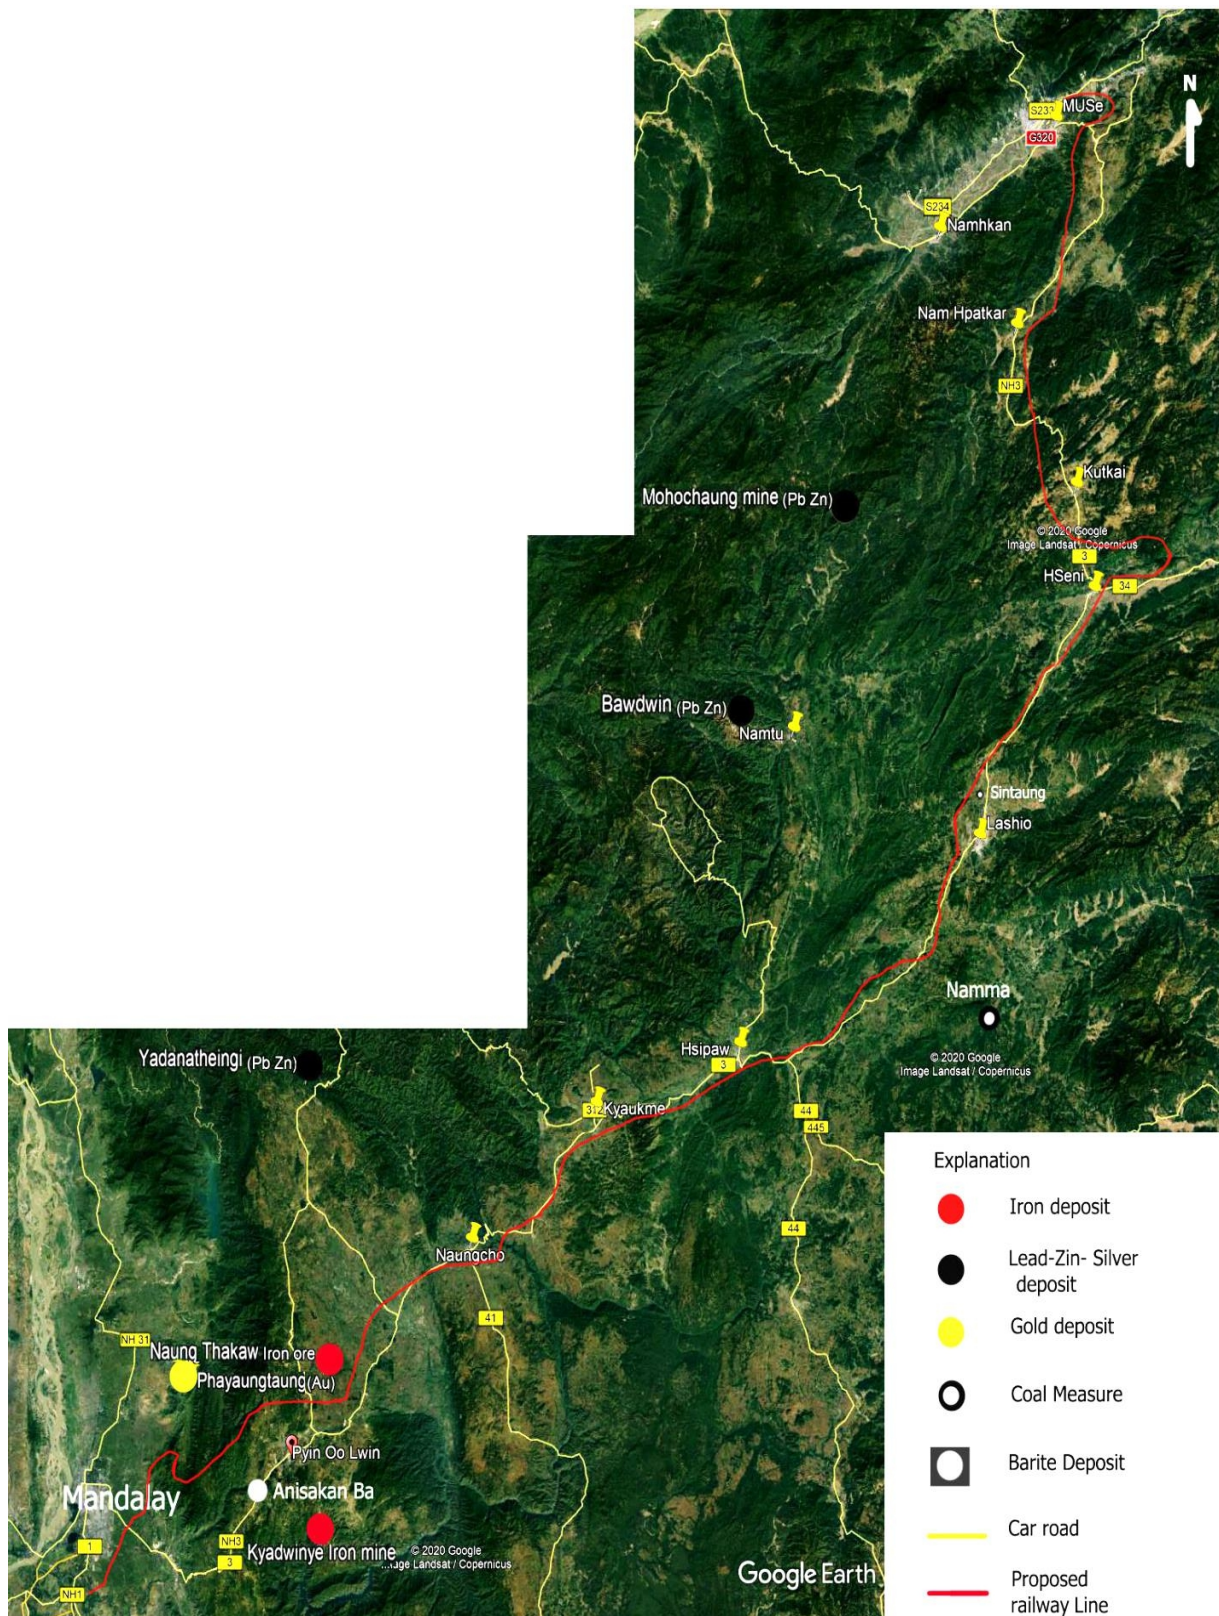 N
S233
MUSe
G320
S234
Namhkan
Nam Hpatkar
NH3
Kutkai
Mohochaung mine (Pb Zn)
© 2020 Google
Image Landsat / Copernicus
3
HSeni
34
Bawdwin (Pb Zn)
Namtu
Sintaung
Lashio
Namma
Hsipaw
3
© 2020 Google
Image Landsat / Copernicus
Yadanatheingi (Pb Zn)
312
Kyaukme
44
445
44
Naungcho
41
NH 31
Naung Thakaw Iron ore
Phayaungtaung(Au)
Pyin Oo Lwin
Mandalay
Anisakan Ba
1
NH3
3
Kyadwinye Iron mine
© 2020 Google
Image Landsat / Copernicus
NH1
Google Earth
Explanation
Iron deposit
Lead-Zin- Silver
deposit
Gold deposit
Coal Measure
Barite Deposit
Car road
Proposed
railway Line